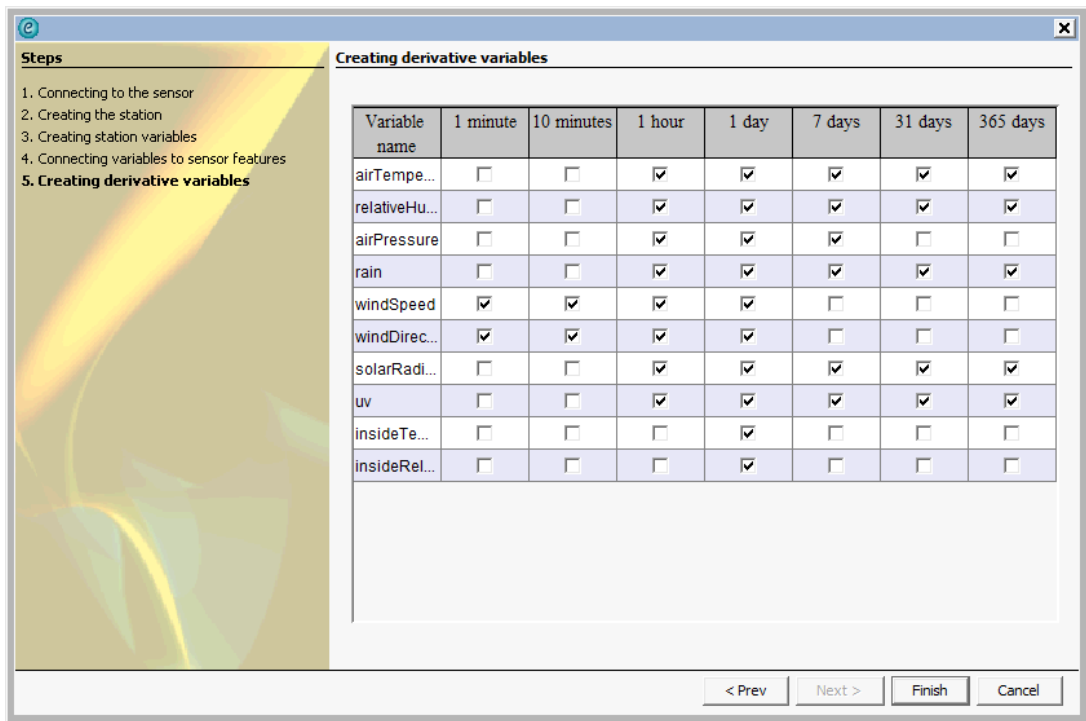 Steps
1. Connecting to the sensor
2. Creating the station
3. Creating station variables
4. Connecting variables to sensor features
5. Creating derivative variables
Creating derivative variables
Variable name 1 minute 10 minutes 1 hour 1 day 7 days 31 days 365 days
airTempe...
relativeHu...
airPressure
rain
windSpeed
windDirec...
solarRadi...
uv
insideTe...
insideRel...
< Prev Next > Finish Cancel